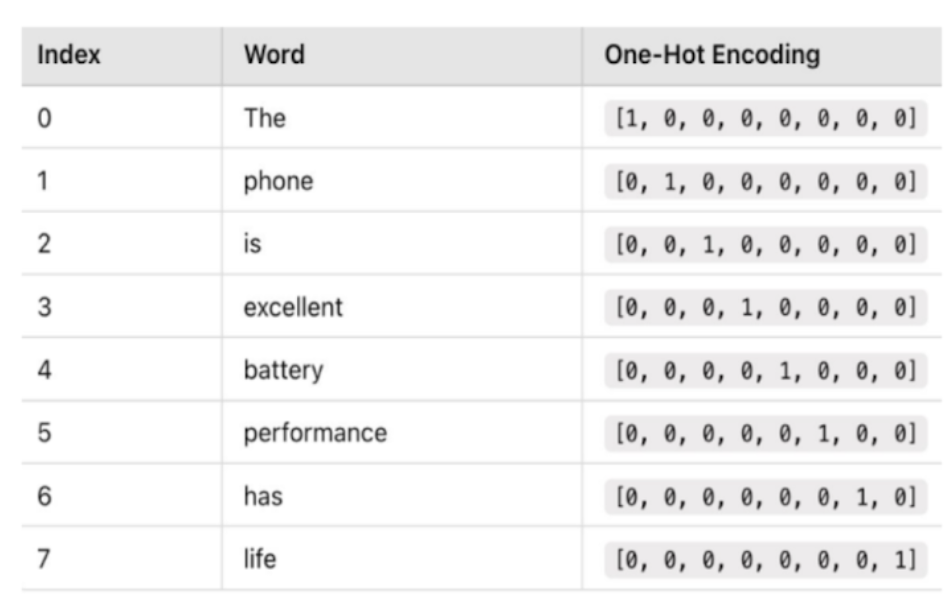 Index Word One-Hot Encoding
0 The [1, 0, 0, 0, 0, 0, 0, 0]
1 phone [0, 1, 0, 0, 0, 0, 0, 0]
2 is [0, 0, 1, 0, 0, 0, 0, 0]
3 excellent [0, 0, 0, 1, 0, 0, 0, 0]
4 battery [0, 0, 0, 0, 1, 0, 0, 0]
5 performance [0, 0, 0, 0, 0, 1, 0, 0]
6 has [0, 0, 0, 0, 0, 0, 1, 0]
7 life [0, 0, 0, 0, 0, 0, 0, 1]